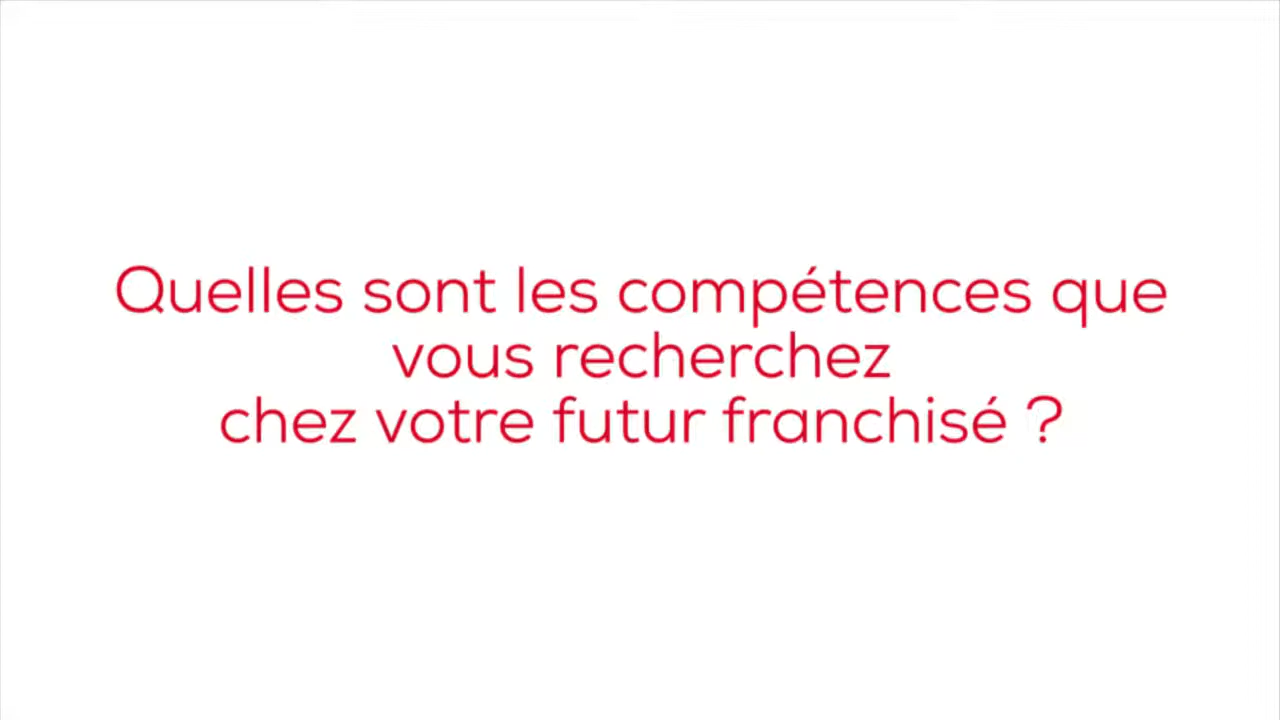 Quelles sont les compétences que
vous recherchez
chez votre futur franchisé ?